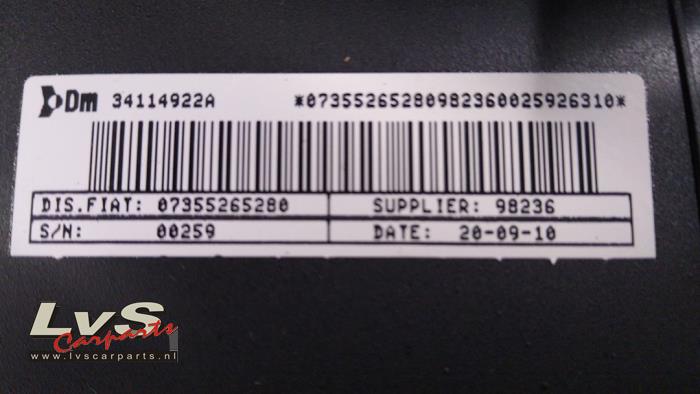 Dm 34114922A *07355265280982360025926310*
DIS.FIAT: 07355265280 SUPPLIER: 98236
S/N: 00259 DATE: 20-09-10
LvS
Carparts
www.lvscarparts.nl